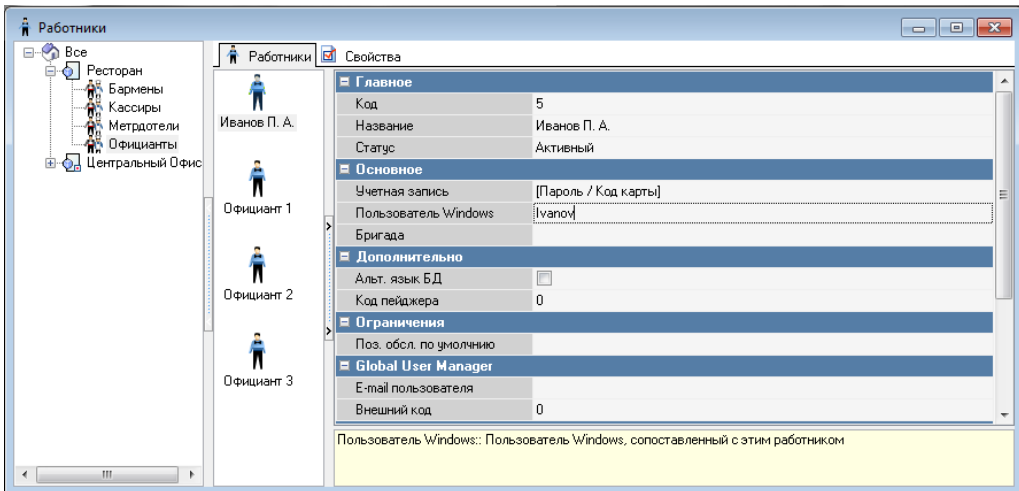 Работники
Все
Ресторан
Бармены
Кассиры
Метрдотели
Официанты
Центральный Офис
Работники
Свойства
Иванов П. А.
Официант 1
Официант 2
Официант 3
Главное
Код 5
Название Иванов П. А.
Статус Активный
Основное
Учетная запись [Пароль / Код карты]
Пользователь Windows Ivanov
Бригада
Дополнительно
Альт. язык БД
Код пейджера 0
Ограничения
Поз. обсл. по умолчнию
Global User Manager
E-mail пользователя
Внешний код 0
Пользователь Windows:: Пользователь Windows, сопоставленный с этим работником